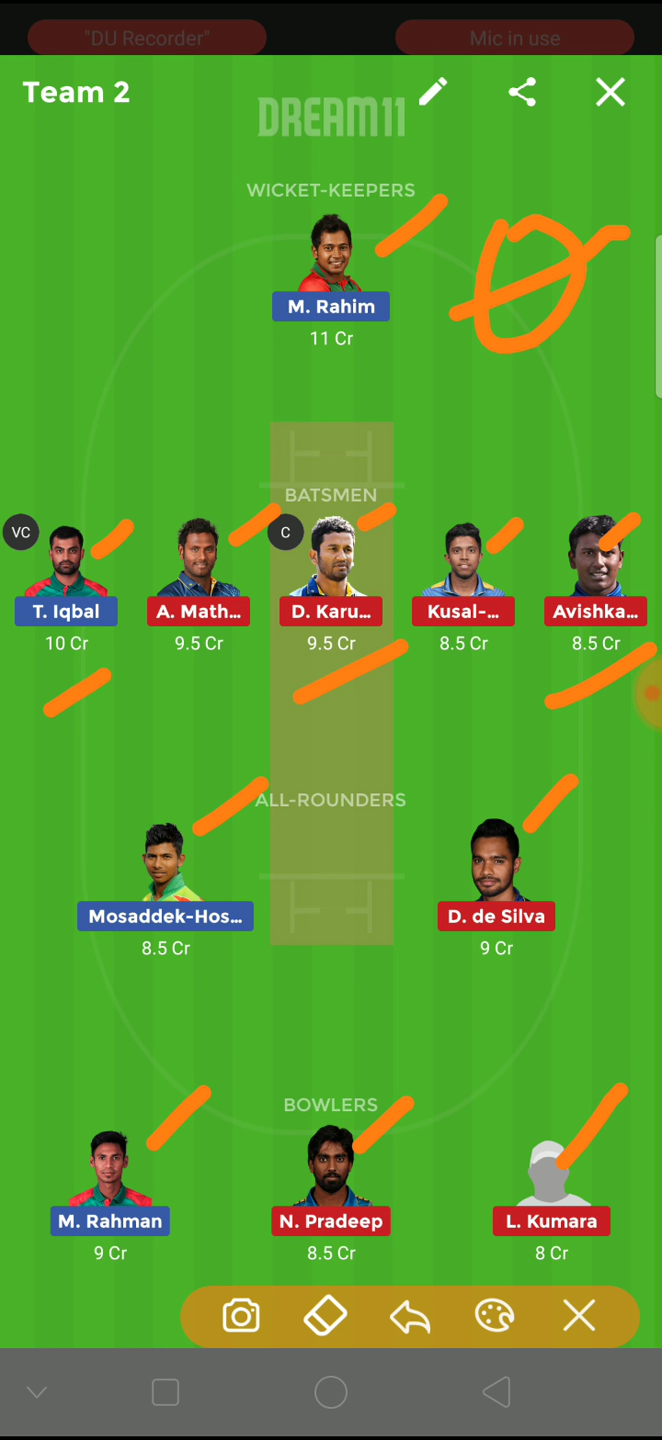 "DU Recorder" Mic in use
Team 2
DREAM11
WICKET-KEEPERS
M. Rahim
11 Cr
BATSMEN
VC C
T. Iqbal A. Math... D. Karu... Kusal-... Avishka...
10 Cr 9.5 Cr 9.5 Cr 8.5 Cr 8.5 Cr
ALL-ROUNDERS
Mosaddek-Hos... D. de Silva
8.5 Cr 9 Cr
BOWLERS
M. Rahman N. Pradeep L. Kumara
9 Cr 8.5 Cr 8 Cr